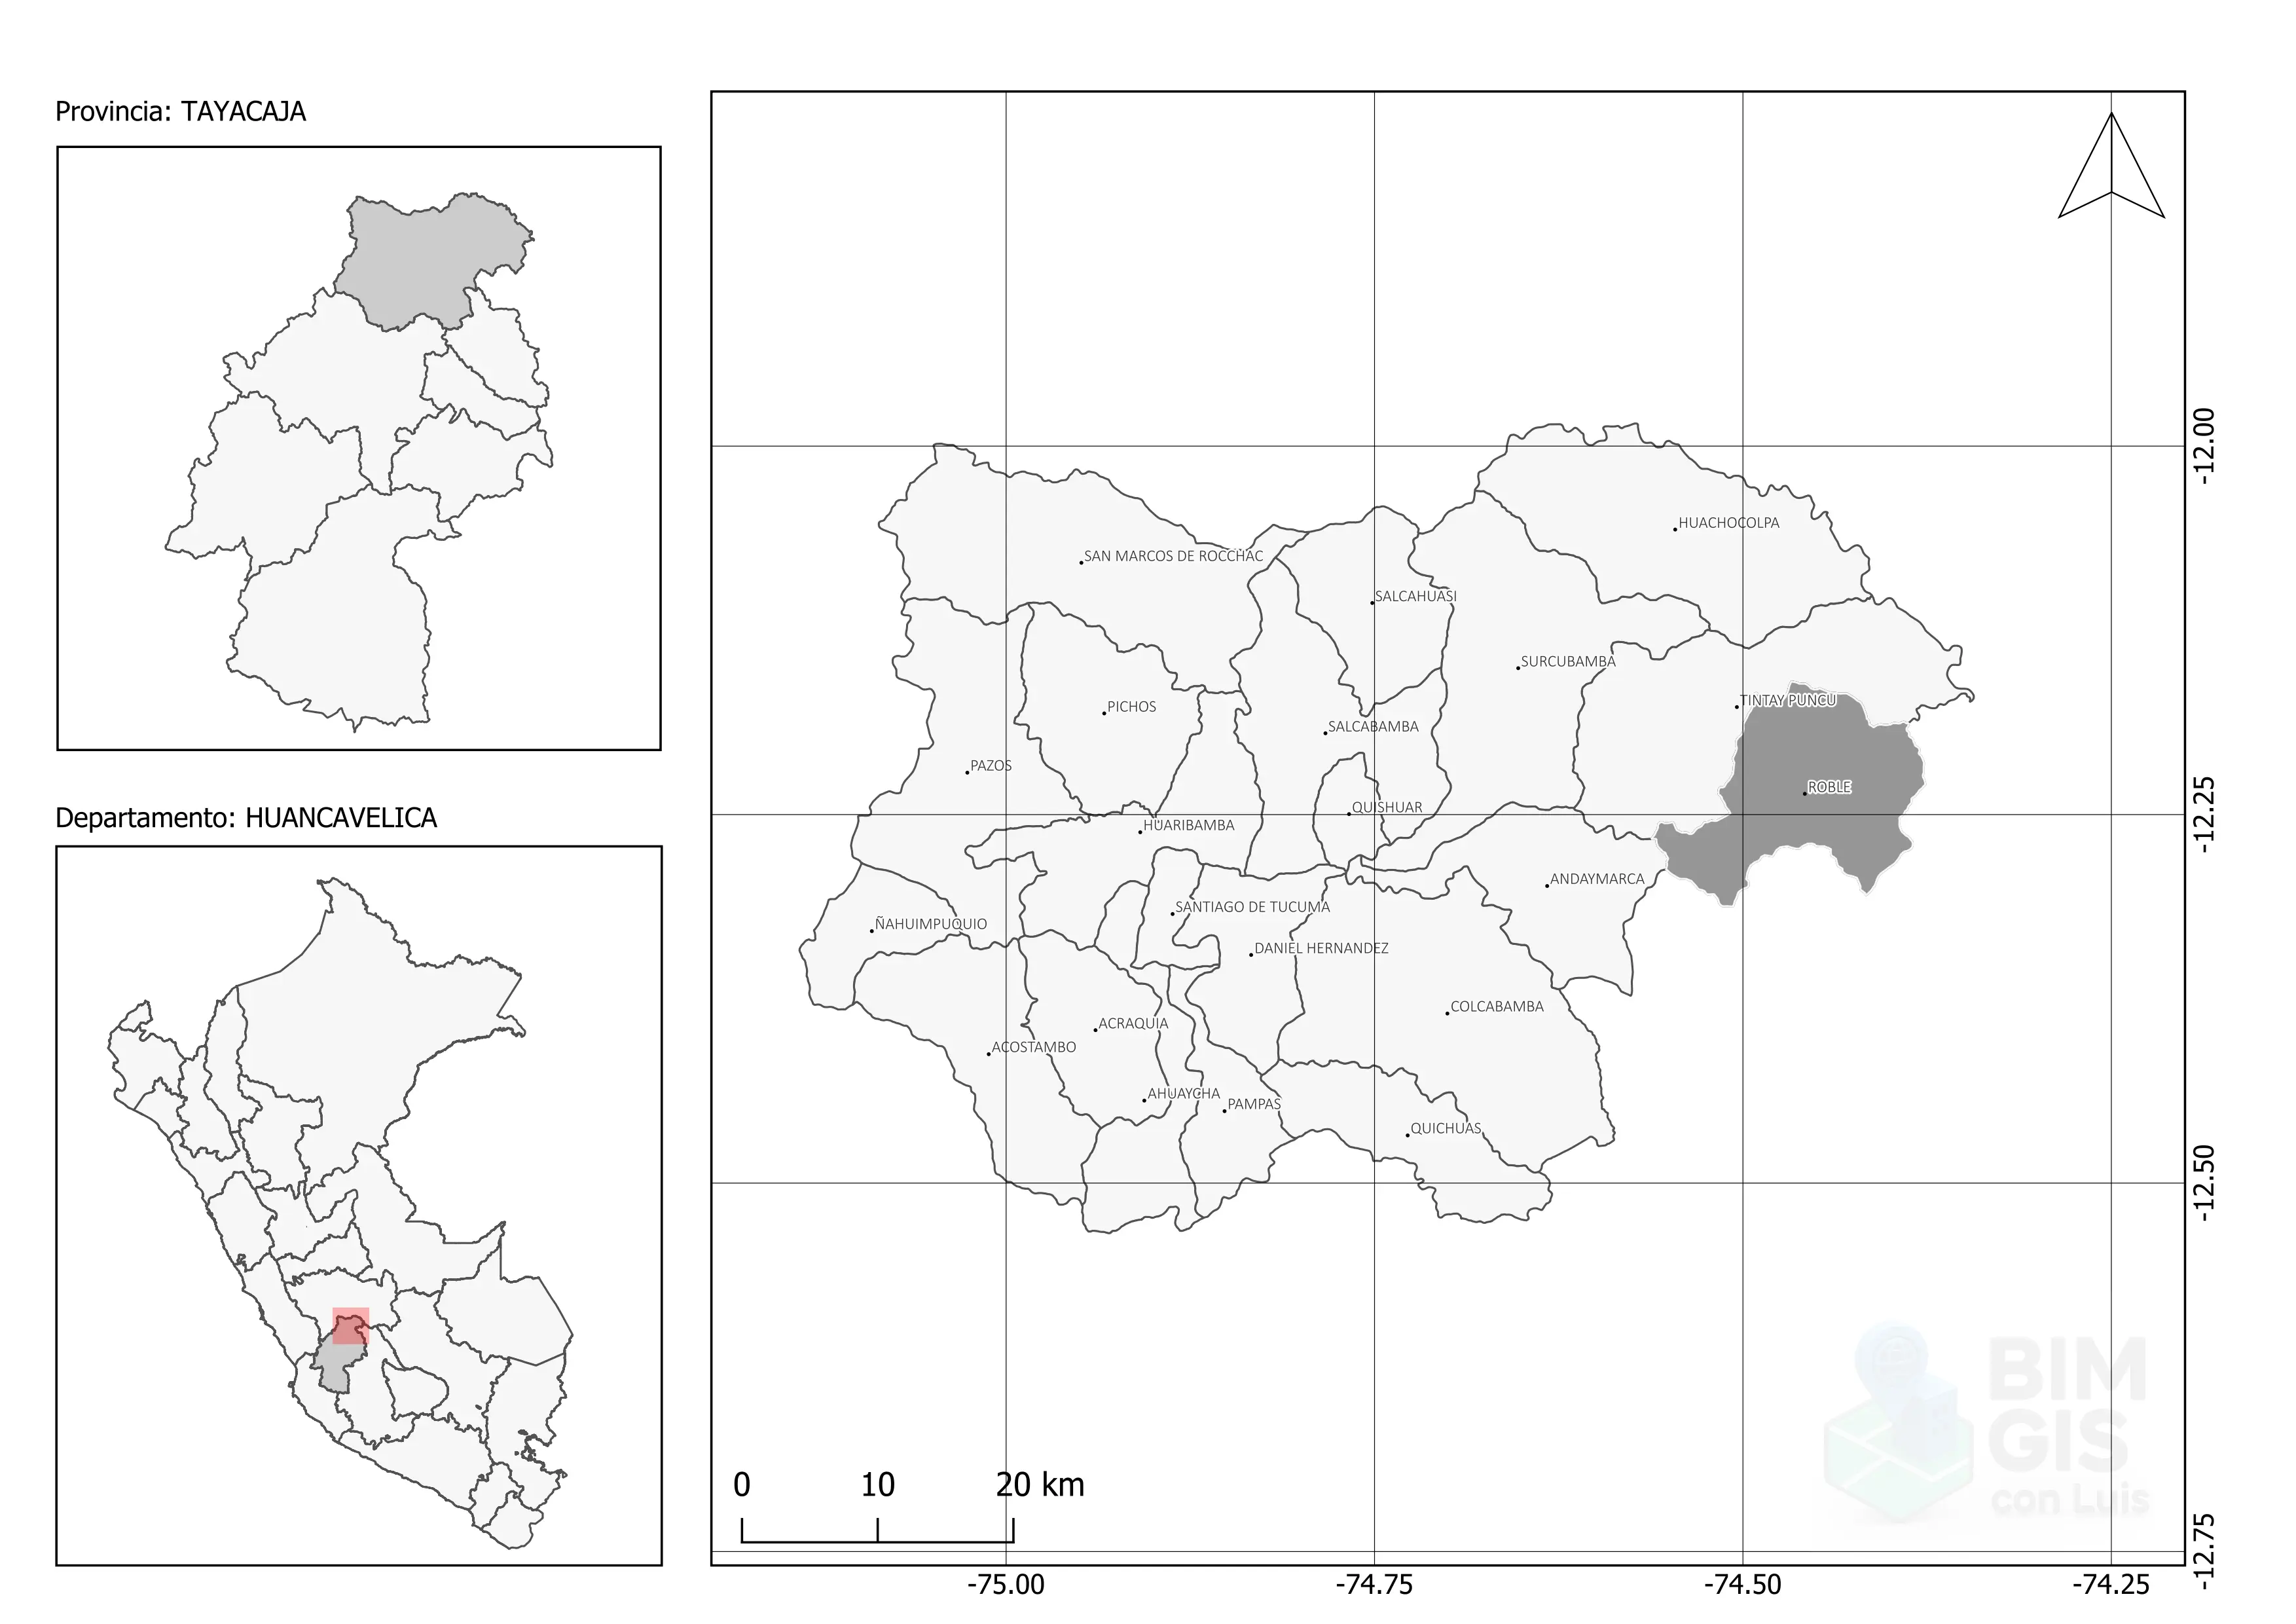 Provincia: TAYACAJA
Departamento: HUANCAVELICA
HUACHOCOLPA
SAN MARCOS DE ROCCHAC
SALCAHUASI
SURCUBAMBA
TINTAY PUNCU
PICHOS
SALCABAMBA
PAZOS
ROBLE
QUISHUAR
HUARIBAMBA
ANDAYMARCA
SANTIAGO DE TUCUMA
ÑAHUIMPUQUIO
DANIEL HERNANDEZ
COLCABAMBA
ACRAQUIA
ACOSTAMBO
AHUAYCHA
PAMPAS
QUICHUAS
-12.00
-12.25
-12.50
-12.75
BIM
GIS
con Luis
0 10 20 km
-75.00 -74.75 -74.50 -74.25